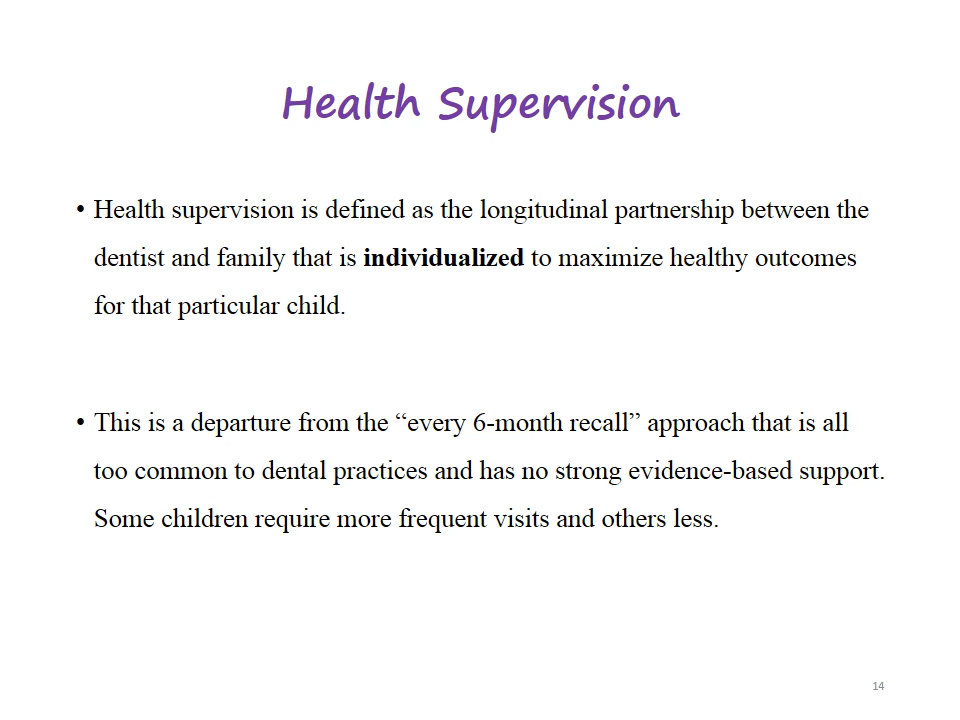 Health Supervision
• Health supervision is defined as the longitudinal partnership between the
dentist and family that is individualized to maximize healthy outcomes
for that particular child.
• This is a departure from the “every 6-month recall” approach that is all
too common to dental practices and has no strong evidence-based support.
Some children require more frequent visits and others less.
14